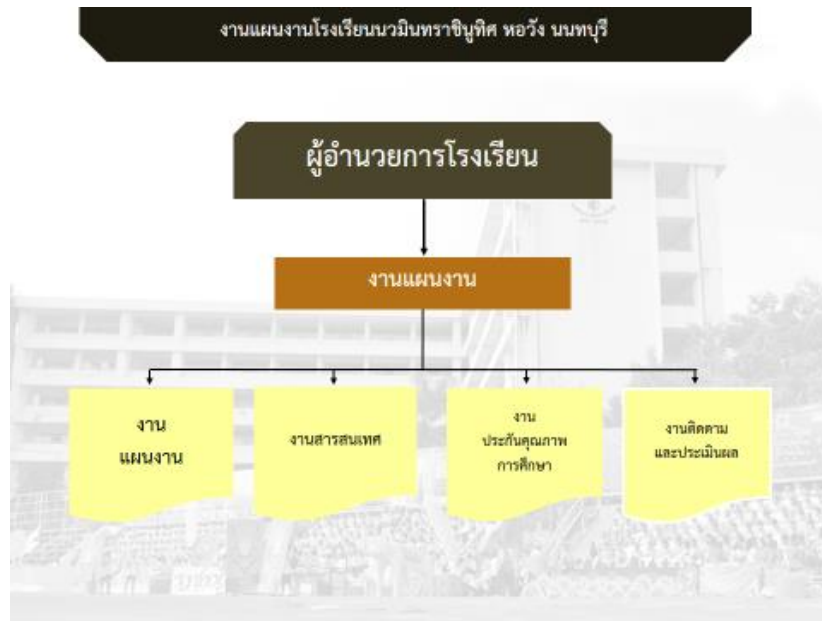 งานแผนงานโรงเรียนนวมินทราชินูทิศ หอวัง นนทบุรี
ผู้อำนวยการโรงเรียน
งานแผนงาน
งาน
แผนงาน
งานสารสนเทศ
งาน
ประกันคุณภาพ
การศึกษา
งานติดตาม
และประเมินผล